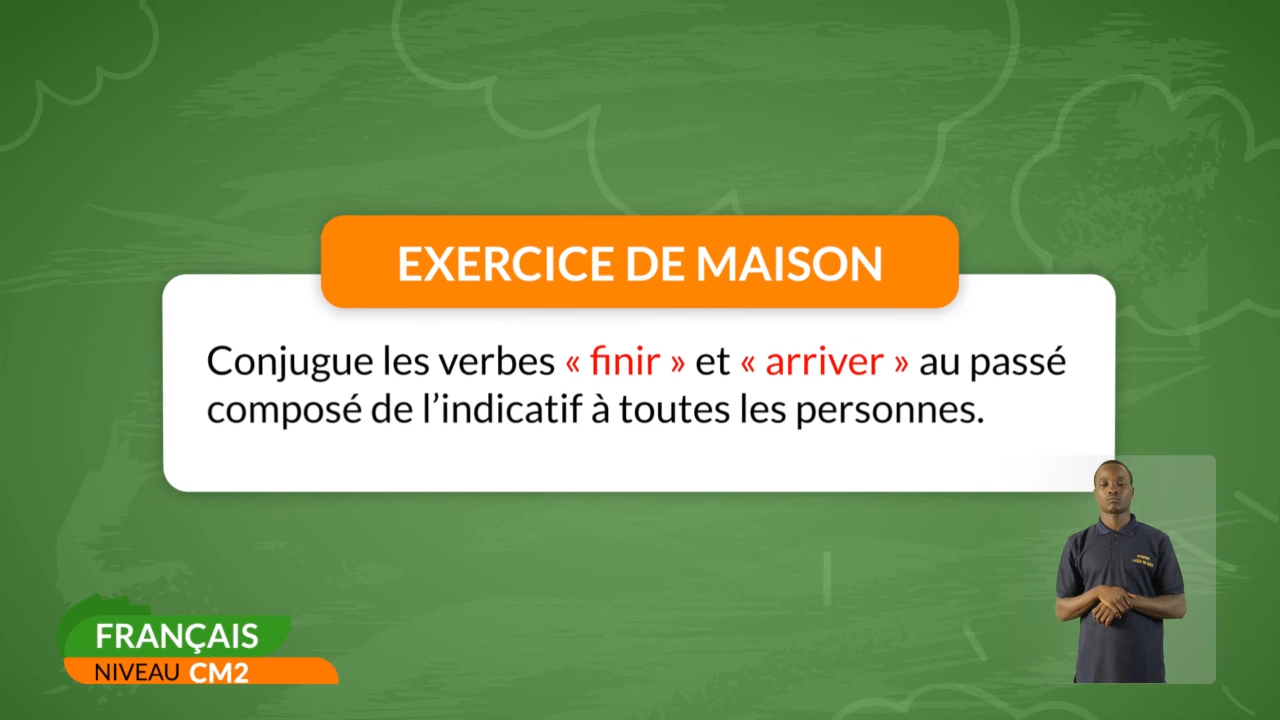 EXERCICE DE MAISON
Conjugue les verbes « finir » et « arriver » au passé
composé de l’indicatif à toutes les personnes.
FRANÇAIS
NIVEAU CM2